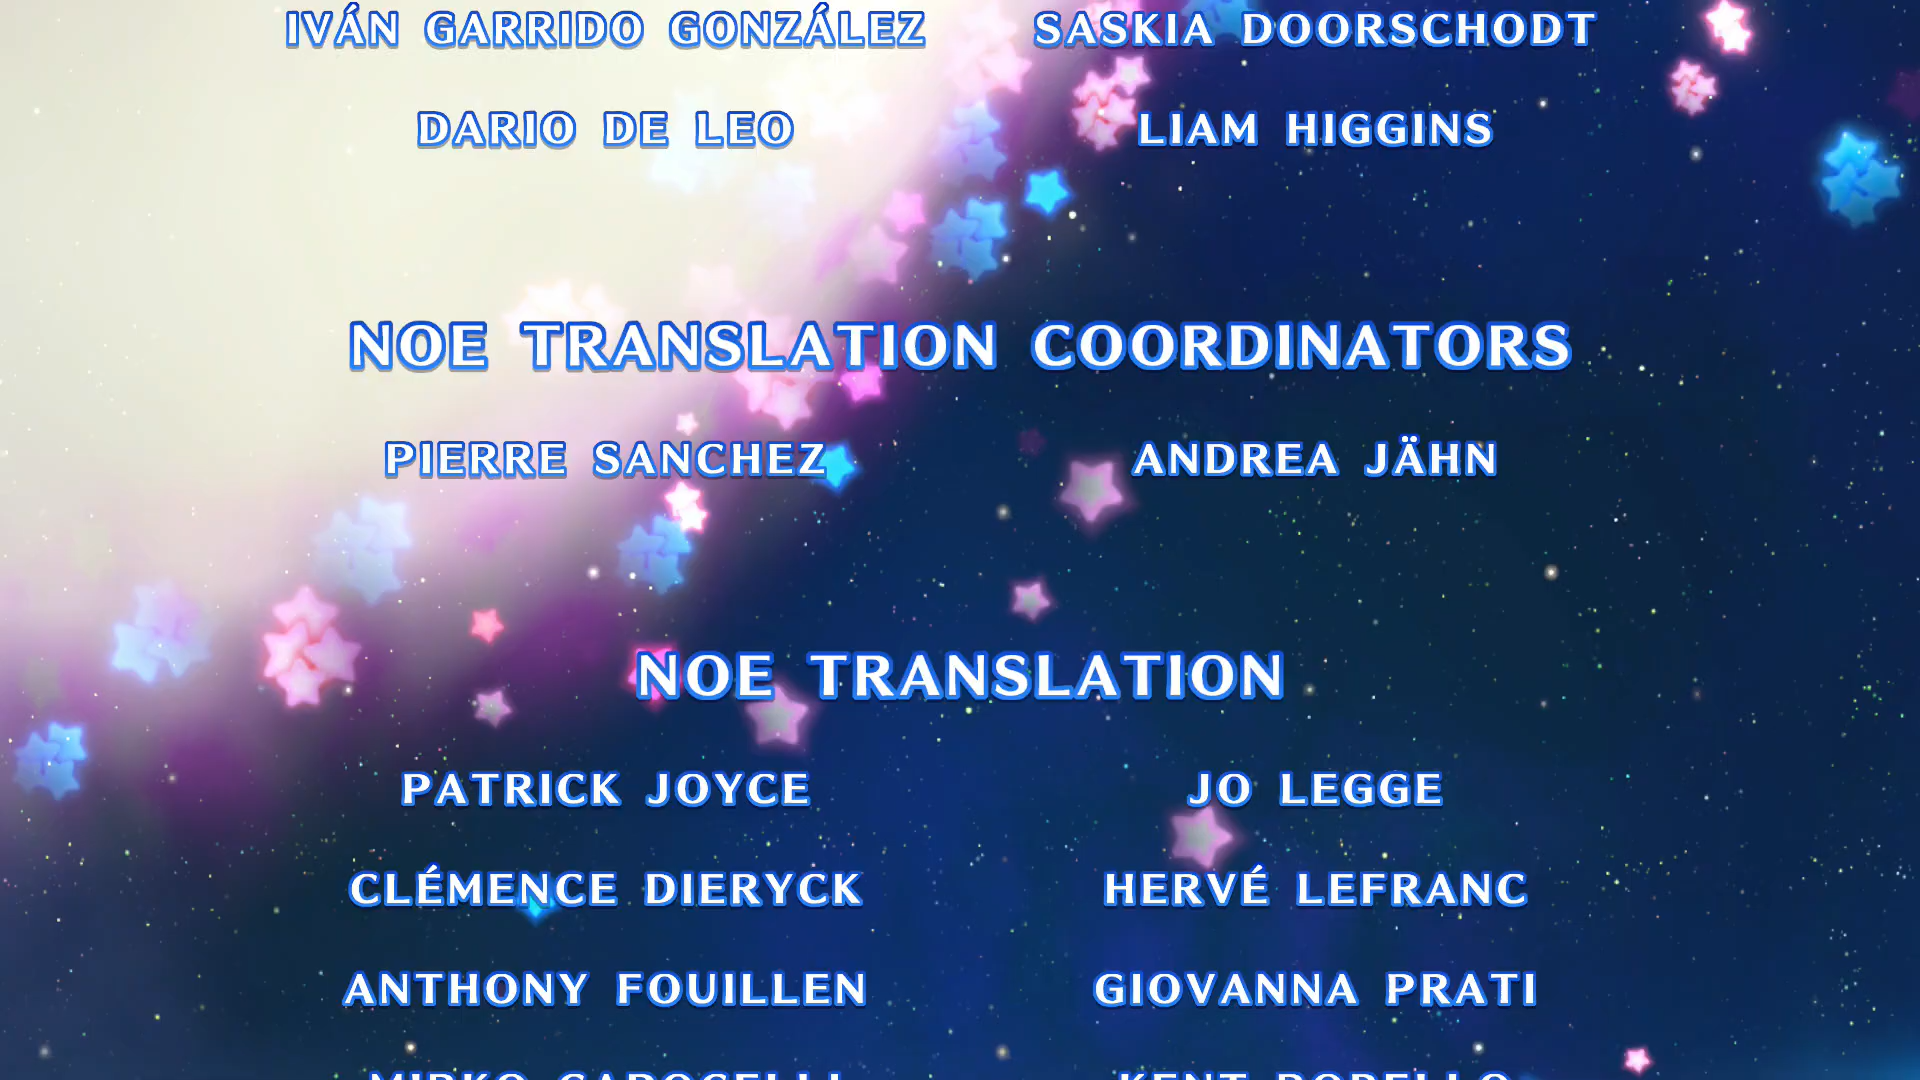 IVÁN GARRIDO GONZÁLEZ SASKIA DOORSCHODT
DARIO DE LEO LIAM HIGGINS
NOE TRANSLATION COORDINATORS
PIERRE SANCHEZ ANDREA JÄHN
NOE TRANSLATION
PATRICK JOYCE JO LEGGE
CLÉMENCE DIERYCK HERVÉ LEFRANC
ANTHONY FOUILLEN GIOVANNA PRATI